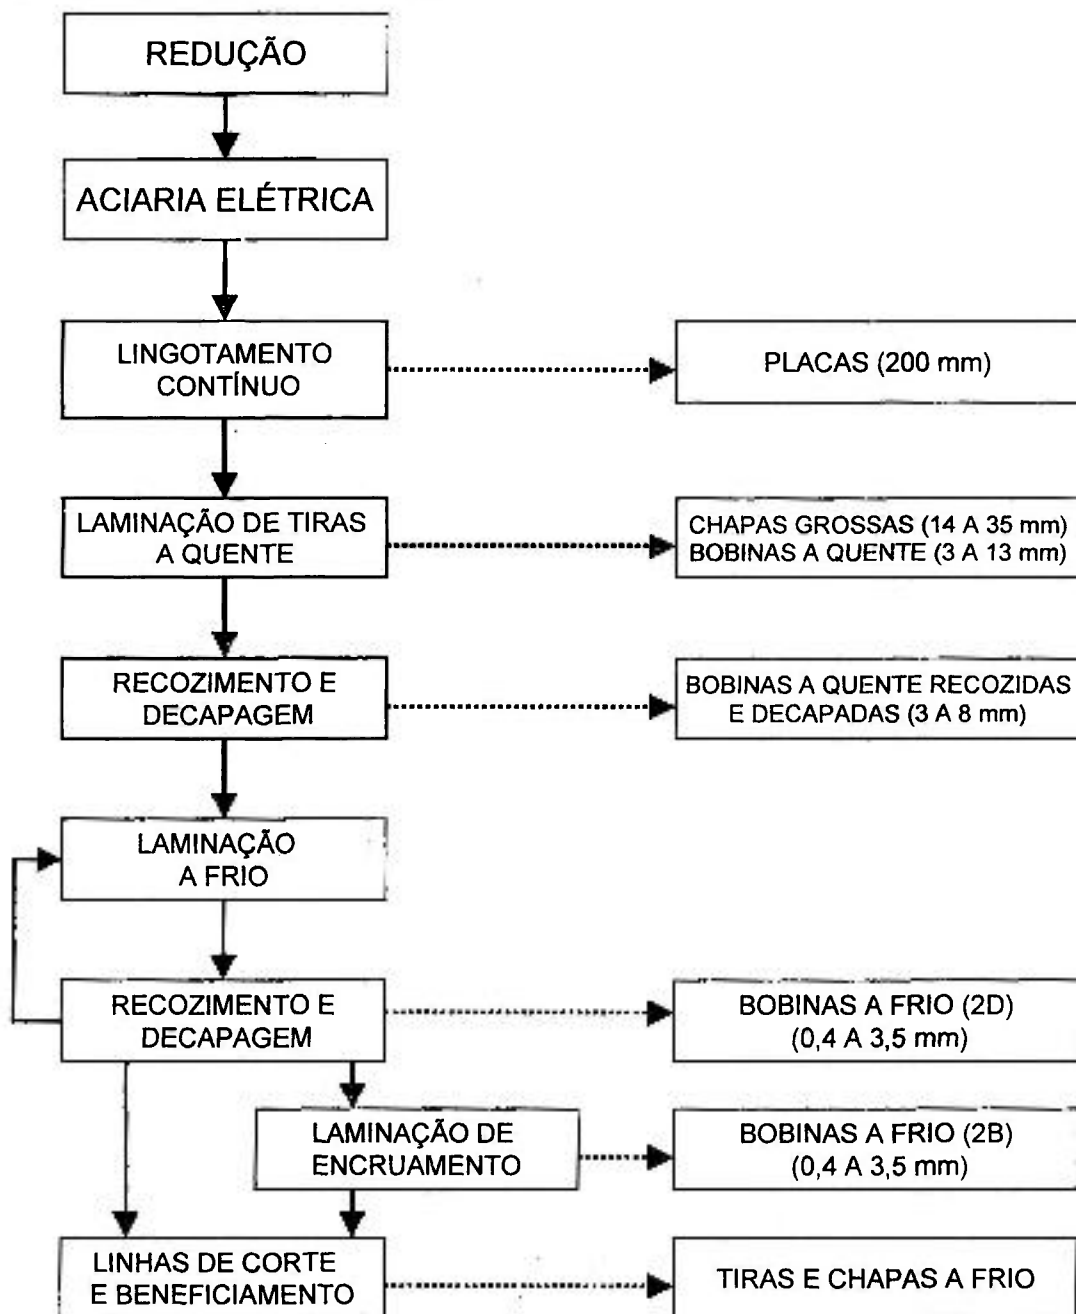 REDUÇÃO
ACIARIA ELÉTRICA
LINGOTAMENTO
CONTÍNUO
PLACAS (200 mm)
LAMINAÇÃO DE TIRAS
A QUENTE
CHAPAS GROSSAS (14 A 35 mm)
BOBINAS A QUENTE (3 A 13 mm)
RECOZIMENTO E
DECAPAGEM
BOBINAS A QUENTE RECOZIDAS
E DECAPADAS (3 A 8 mm)
LAMINAÇÃO
A FRIO
RECOZIMENTO E
DECAPAGEM
BOBINAS A FRIO (2D)
(0,4 A 3,5 mm)
LAMINAÇÃO DE
ENCRUAMENTO
BOBINAS A FRIO (2B)
(0,4 A 3,5 mm)
LINHAS DE CORTE
E BENEFICIAMENTO
TIRAS E CHAPAS A FRIO